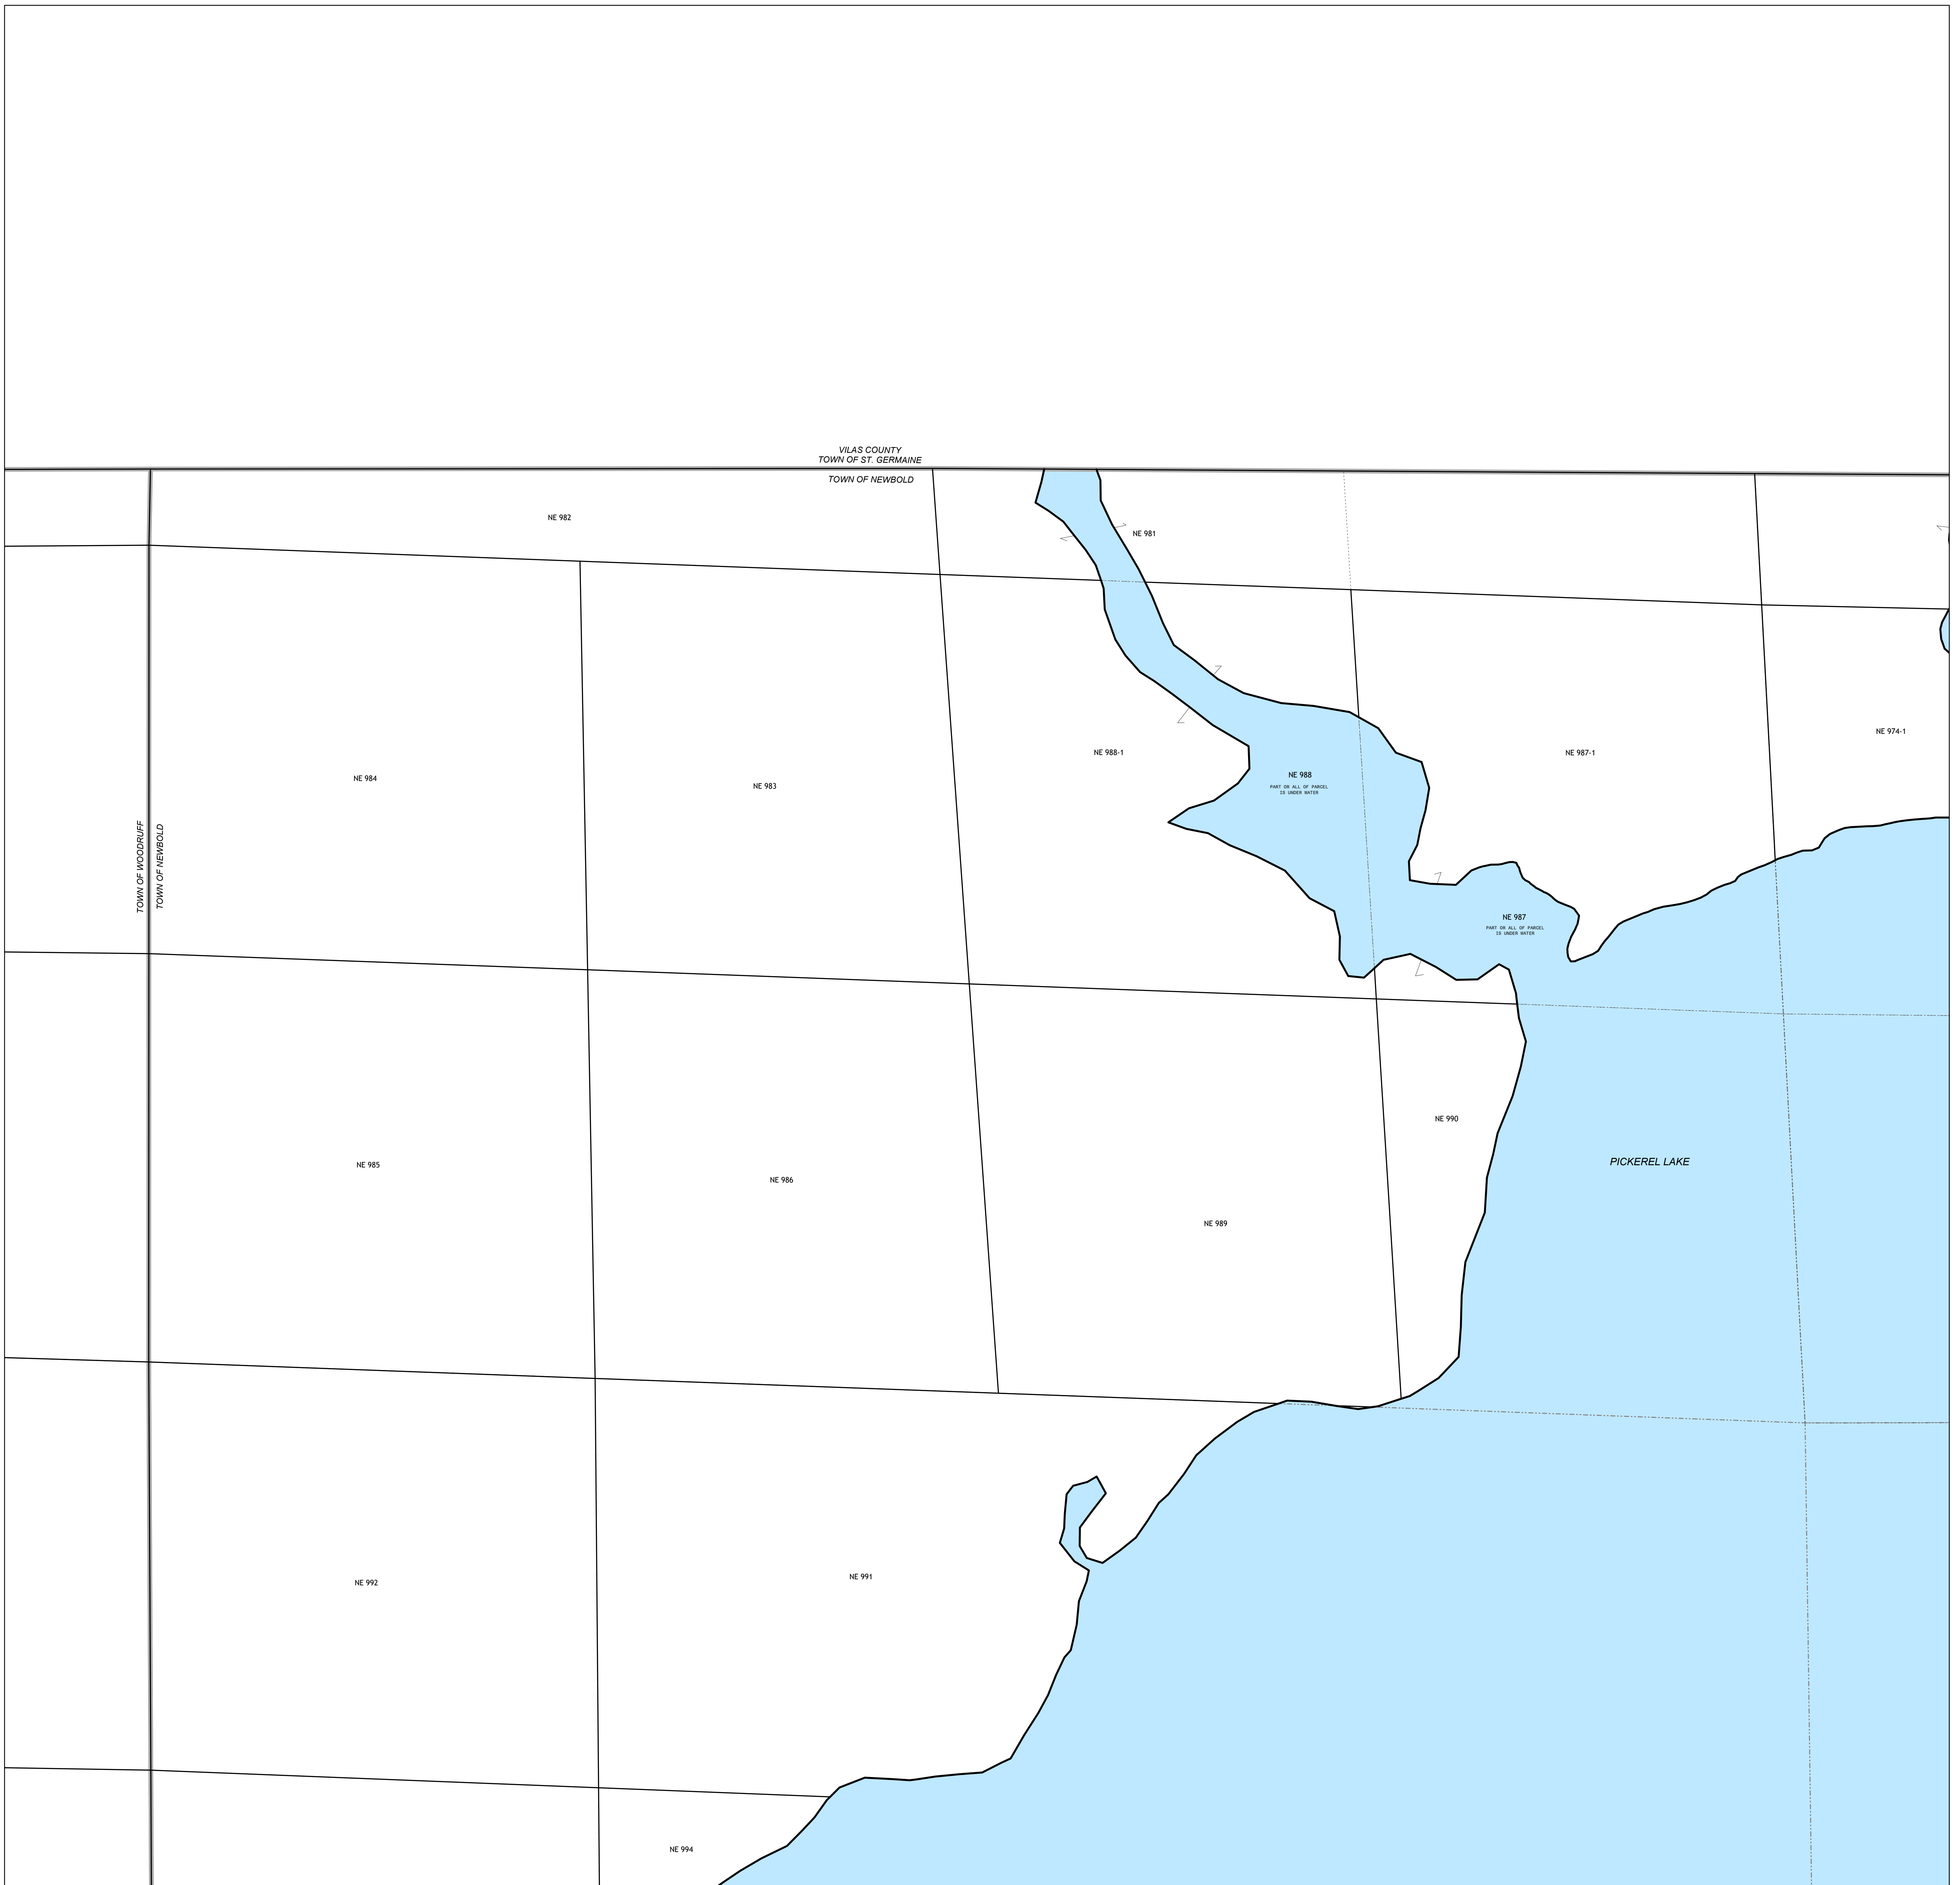 VILAS COUNTY
TOWN OF ST. GERMAINE
TOWN OF NEWBOLD
NE 982
NE 981
NE 974-1
NE 988-1
NE 987-1
NE 988
PART OR ALL OF PARCEL
IS UNDER WATER
NE 984
NE 983
TOWN OF WOODRUFF
TOWN OF NEWBOLD
NE 987
PART OR ALL OF PARCEL
IS UNDER WATER
NE 990
PICKEREL LAKE
NE 985
NE 986
NE 989
NE 992
NE 991
NE 994